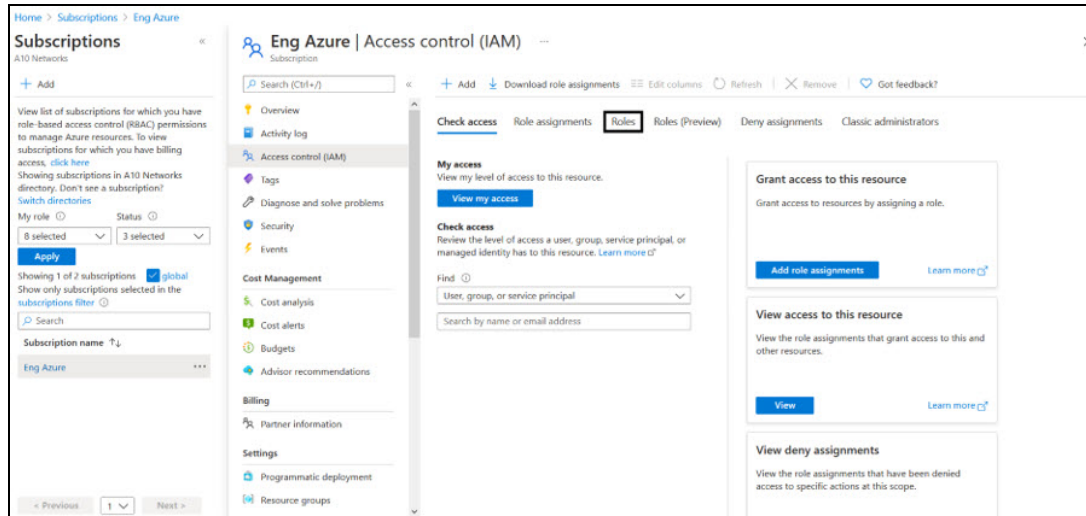 Home > Subscriptions > Eng Azure
Subscriptions
A10 Networks
+ Add
View list of subscriptions for which you have
role-based access control (RBAC) permissions
to manage Azure resources. To view
subscriptions for which you have billing
access, click here
Showing subscriptions in A10 Networks
directory. Don't see a subscription?
Switch directories
My role Status
8 selected 3 selected
Apply
Showing 1 of 2 subscriptions global
Show only subscriptions selected in the
subscriptions filter
Search
Subscription name ↑↓
Eng Azure ...
< Previous 1 Next >
Eng Azure | Access control (IAM) ...
Subscription
Search (Ctrl+/)
Overview
Activity log
Access control (IAM)
Tags
Diagnose and solve problems
Security
Events
Cost Management
Cost analysis
Cost alerts
Budgets
Advisor recommendations
Billing
Partner information
Settings
Programmatic deployment
Resource groups
+ Add Download role assignments Edit columns Refresh Remove Got feedback?
Check access Role assignments Roles Roles (Preview) Deny assignments Classic administrators
My access
View my level of access to this resource.
View my access
Check access
Review the level of access a user, group, service principal, or
managed identity has to this resource. Learn more
Find
User, group, or service principal
Search by name or email address
Grant access to this resource
Grant access to resources by assigning a role.
Add role assignments Learn more
View access to this resource
View the role assignments that grant access to this and
other resources.
View Learn more
View deny assignments
View the role assignments that have been denied
access to specific actions at this scope.